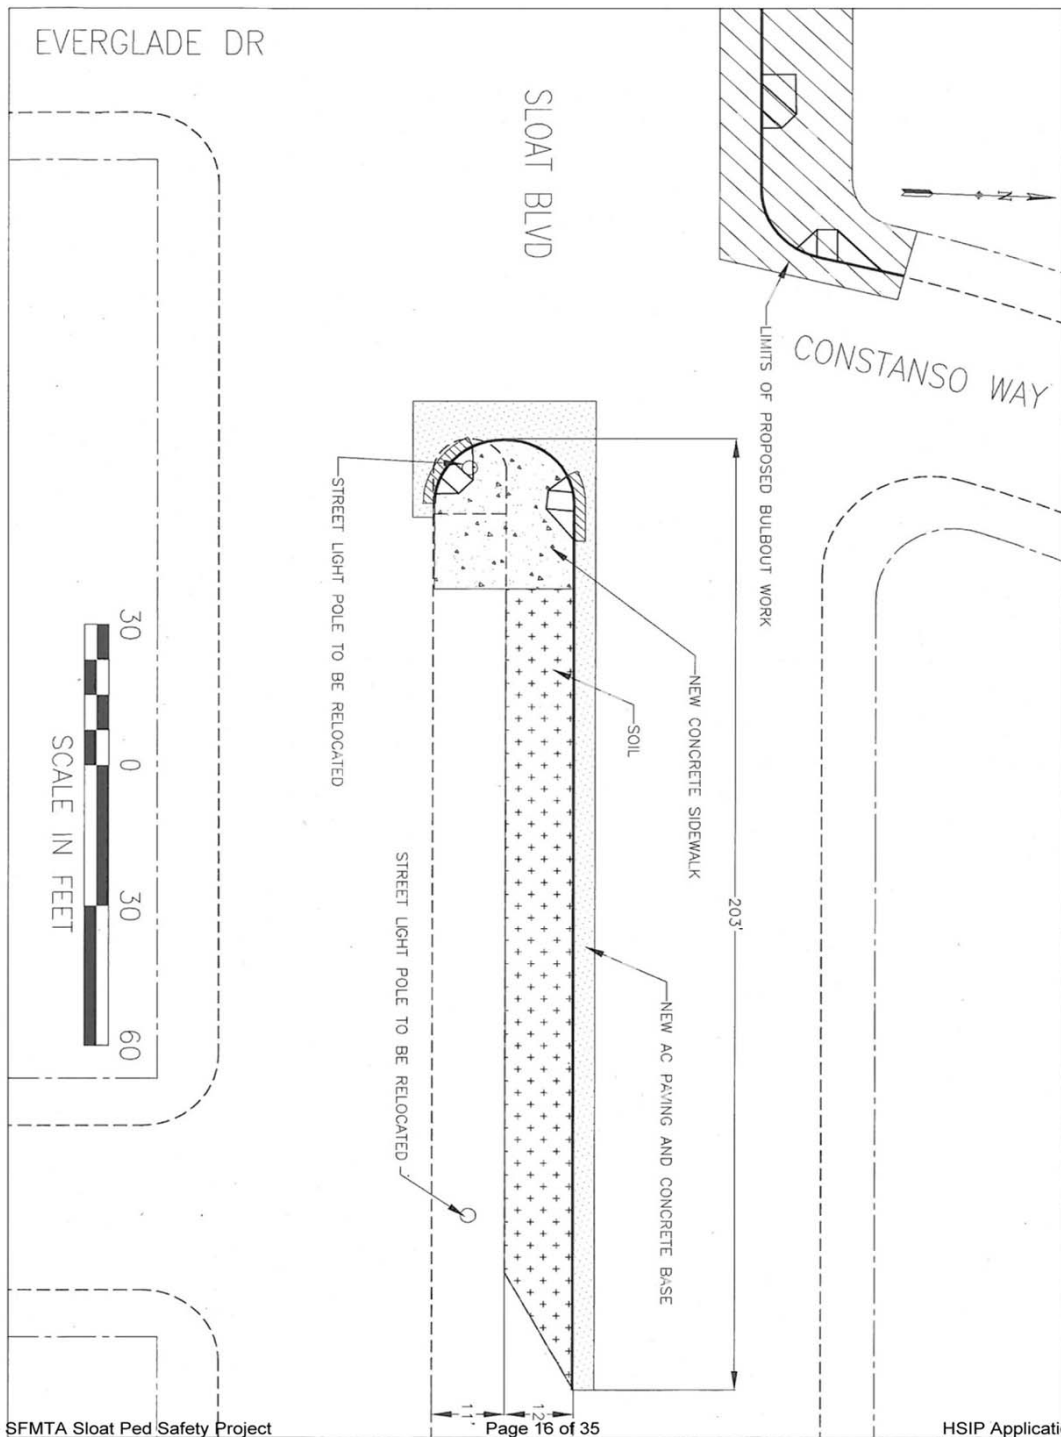 EVERGLADE DR
SLOAT BLVD
N
CONSTANSO WAY
LIMITS OF PROPOSED BULBOUT WORK
STREET LIGHT POLE TO BE RELOCATED
NEW CONCRETE SIDEWALK
SOIL
203'
NEW AC PAVING AND CONCRETE BASE
STREET LIGHT POLE TO BE RELOCATED
30 0 30 60
SCALE IN FEET
11'
12'
SFMTA Sloat Ped Safety Project
Page 16 of 35
HSIP Applicati